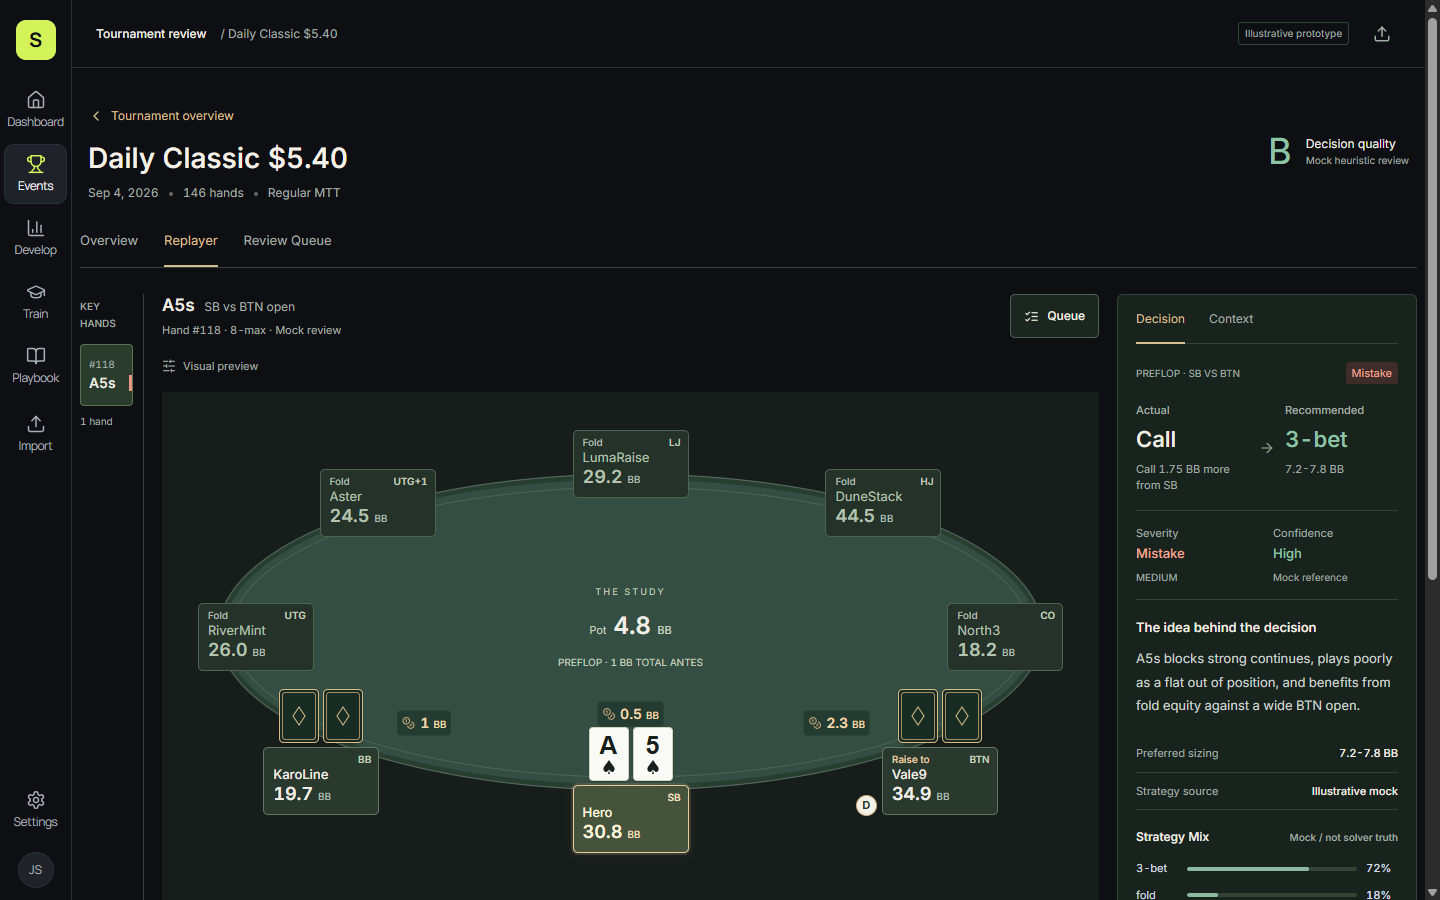 S
Tournament review / Daily Classic $5.40
Illustrative prototype
Dashboard
Events
Develop
Train
Playbook
Import
Settings
JS
Tournament overview
Daily Classic $5.40
Sep 4, 2026 • 146 hands • Regular MTT
B
Decision quality
Mock heuristic review
Overview
Replayer
Review Queue
KEY
HANDS
#118
A5s
1 hand
A5s SB vs BTN open
Hand #118 · 8-max · Mock review
Queue
Visual preview
Fold LJ
LumaRaise
29.2 BB
Fold UTG+1
Aster
24.5 BB
Fold HJ
DuneStack
44.5 BB
THE STUDY
Pot 4.8 BB
PREFLOP · 1 BB TOTAL ANTES
Fold UTG
RiverMint
26.0 BB
Fold CO
North3
18.2 BB
1 BB
0.5 BB
2.3 BB
A
5
BB
KaroLine
19.7 BB
SB
Hero
30.8 BB
D
Raise to BTN
Vale9
34.9 BB
Decision
Context
PREFLOP · SB VS BTN
Mistake
Actual
Call
Call 1.75 BB more
from SB
Recommended
3-bet
7.2-7.8 BB
Severity
Mistake
MEDIUM
Confidence
High
Mock reference
The idea behind the decision
A5s blocks strong continues, plays poorly
as a flat out of position, and benefits from
fold equity against a wide BTN open.
Preferred sizing 7.2-7.8 BB
Strategy source Illustrative mock
Strategy Mix Mock / not solver truth
3-bet 72%
fold 18%